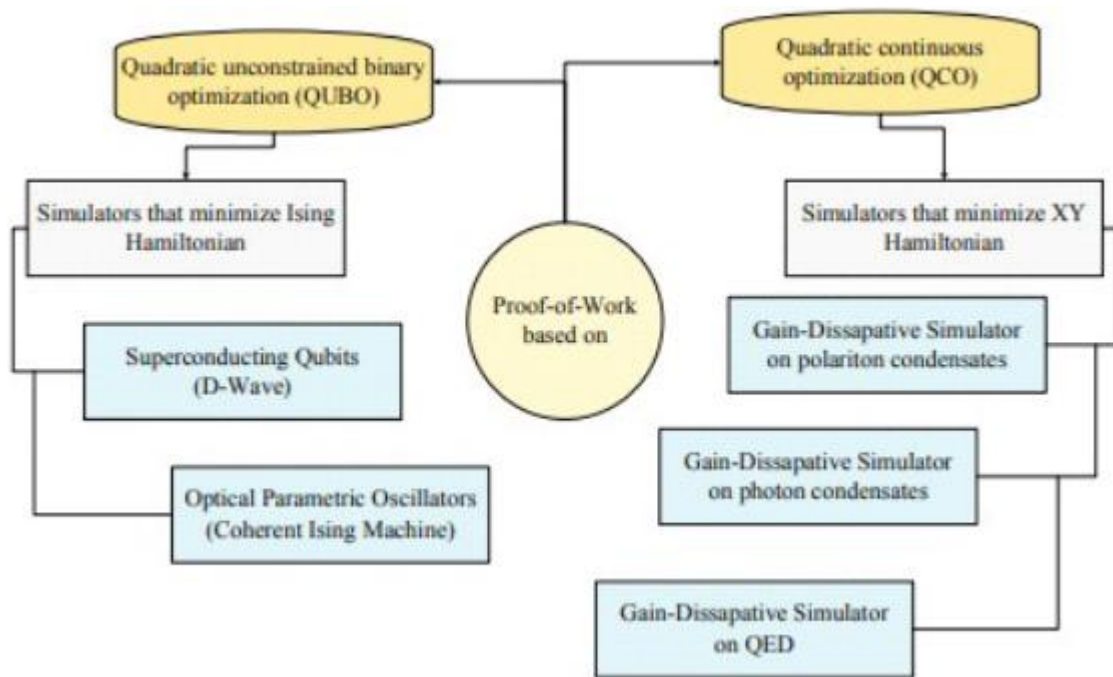 Quadratic unconstrained binary
optimization (QUBO)
Quadratic continuous
optimization (QCO)
Simulators that minimize Ising
Hamiltonian
Simulators that minimize XY
Hamiltonian
Proof-of-Work
based on
Superconducting Qubits
(D-Wave)
Optical Parametric Oscillators
(Coherent Ising Machine)
Gain-Dissapative Simulator
on polariton condensates
Gain-Dissapative Simulator
on photon condensates
Gain-Dissapative Simulator
on QED